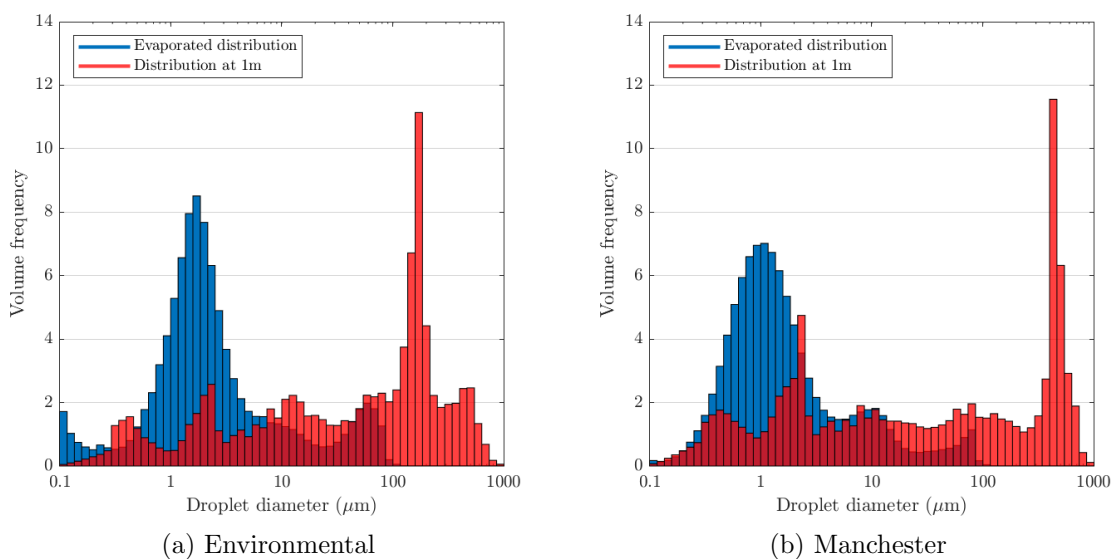 14
12
10
8
6
4
2
0
Volume frequency
Evaporated distribution
Distribution at 1m
0.1
1
10
100
1000
Droplet diameter (μm)
(a) Environmental
14
12
10
8
6
4
2
0
Volume frequency
Evaporated distribution
Distribution at 1m
0.1
1
10
100
1000
Droplet diameter (μm)
(b) Manchester